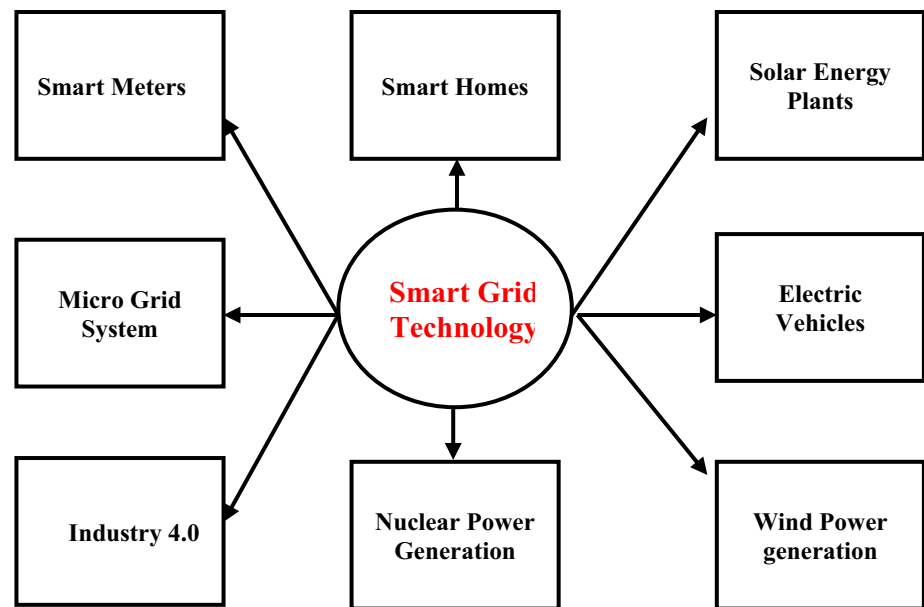 Smart Meters
Smart Homes
Solar Energy
Plants
Micro Grid
System
Smart Grid
Technology
Electric
Vehicles
Industry 4.0
Nuclear Power
Generation
Wind Power
generation